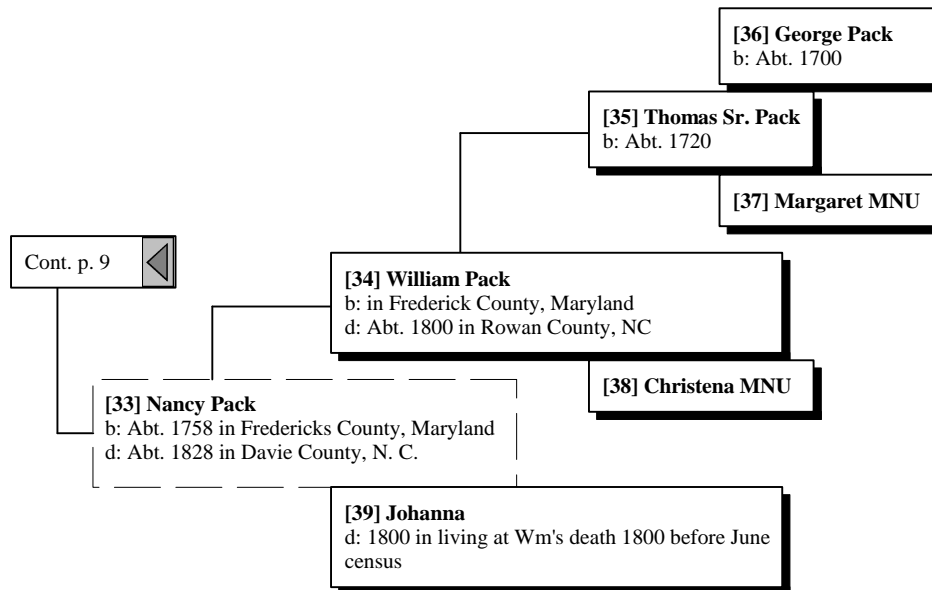 [36] George Pack
b: Abt. 1700
[35] Thomas Sr. Pack
b: Abt. 1720
[37] Margaret MNU
Cont. p. 9
[34] William Pack
b: in Frederick County, Maryland
d: Abt. 1800 in Rowan County, NC
[38] Christena MNU
[33] Nancy Pack
b: Abt. 1758 in Fredericks County, Maryland
d: Abt. 1828 in Davie County, N. C.
[39] Johanna
d: 1800 in living at Wm's death 1800 before June
census